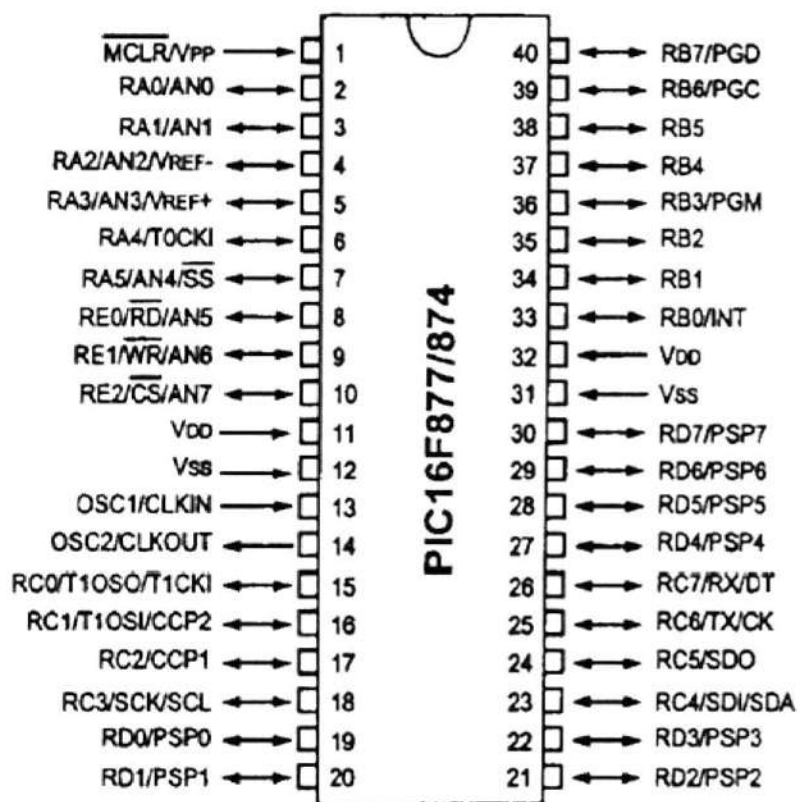 MCLR/VPP 1 40 RB7/PGD
RA0/AN0 2 39 RB6/PGC
RA1/AN1 3 38 RB5
RA2/AN2/VREF- 4 37 RB4
RA3/AN3/VREF+ 5 36 RB3/PGM
RA4/T0CKI 6 35 RB2
RA5/AN4/SS 7 34 RB1
RE0/RD/AN5 8 33 RB0/INT
RE1/WR/AN6 9 32 VDD
RE2/CS/AN7 10 31 VSS
VDD 11 30 RD7/PSP7
VSS 12 29 RD6/PSP6
OSC1/CLKIN 13 28 RD5/PSP5
OSC2/CLKOUT 14 27 RD4/PSP4
RC0/T1OSO/T1CKI 15 26 RC7/RX/DT
RC1/T1OSI/CCP2 16 25 RC6/TX/CK
RC2/CCP1 17 24 RC5/SDO
RC3/SCK/SCL 18 23 RC4/SDI/SDA
RD0/PSP0 19 22 RD3/PSP3
RD1/PSP1 20 21 RD2/PSP2
PIC16F877/874